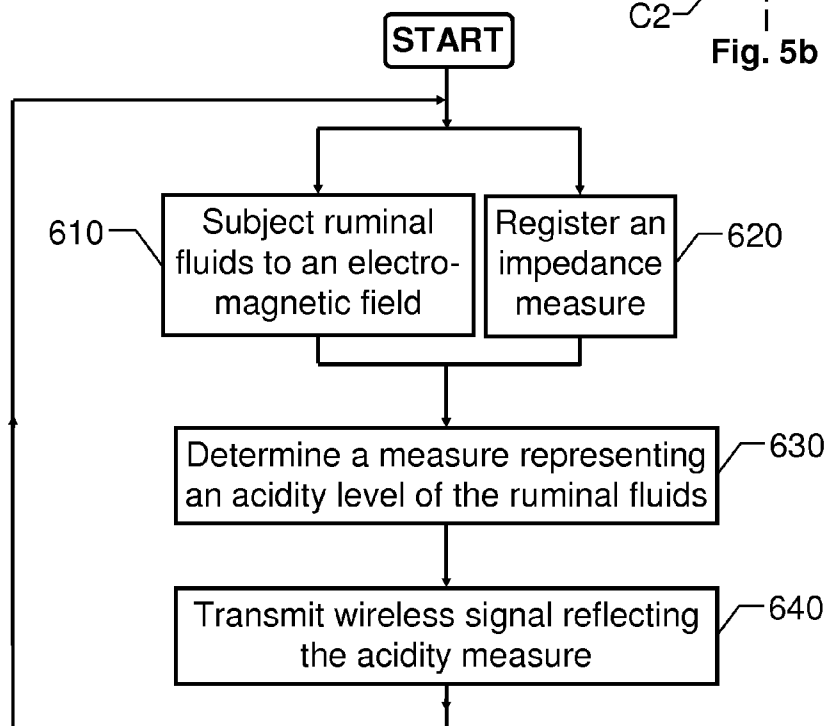 C2
Fig. 5b
START
610
Subject ruminal
fluids to an electro-
magnetic field
Register an
impedance
measure
620
Determine a measure representing
an acidity level of the ruminal fluids
630
Transmit wireless signal reflecting
the acidity measure
640